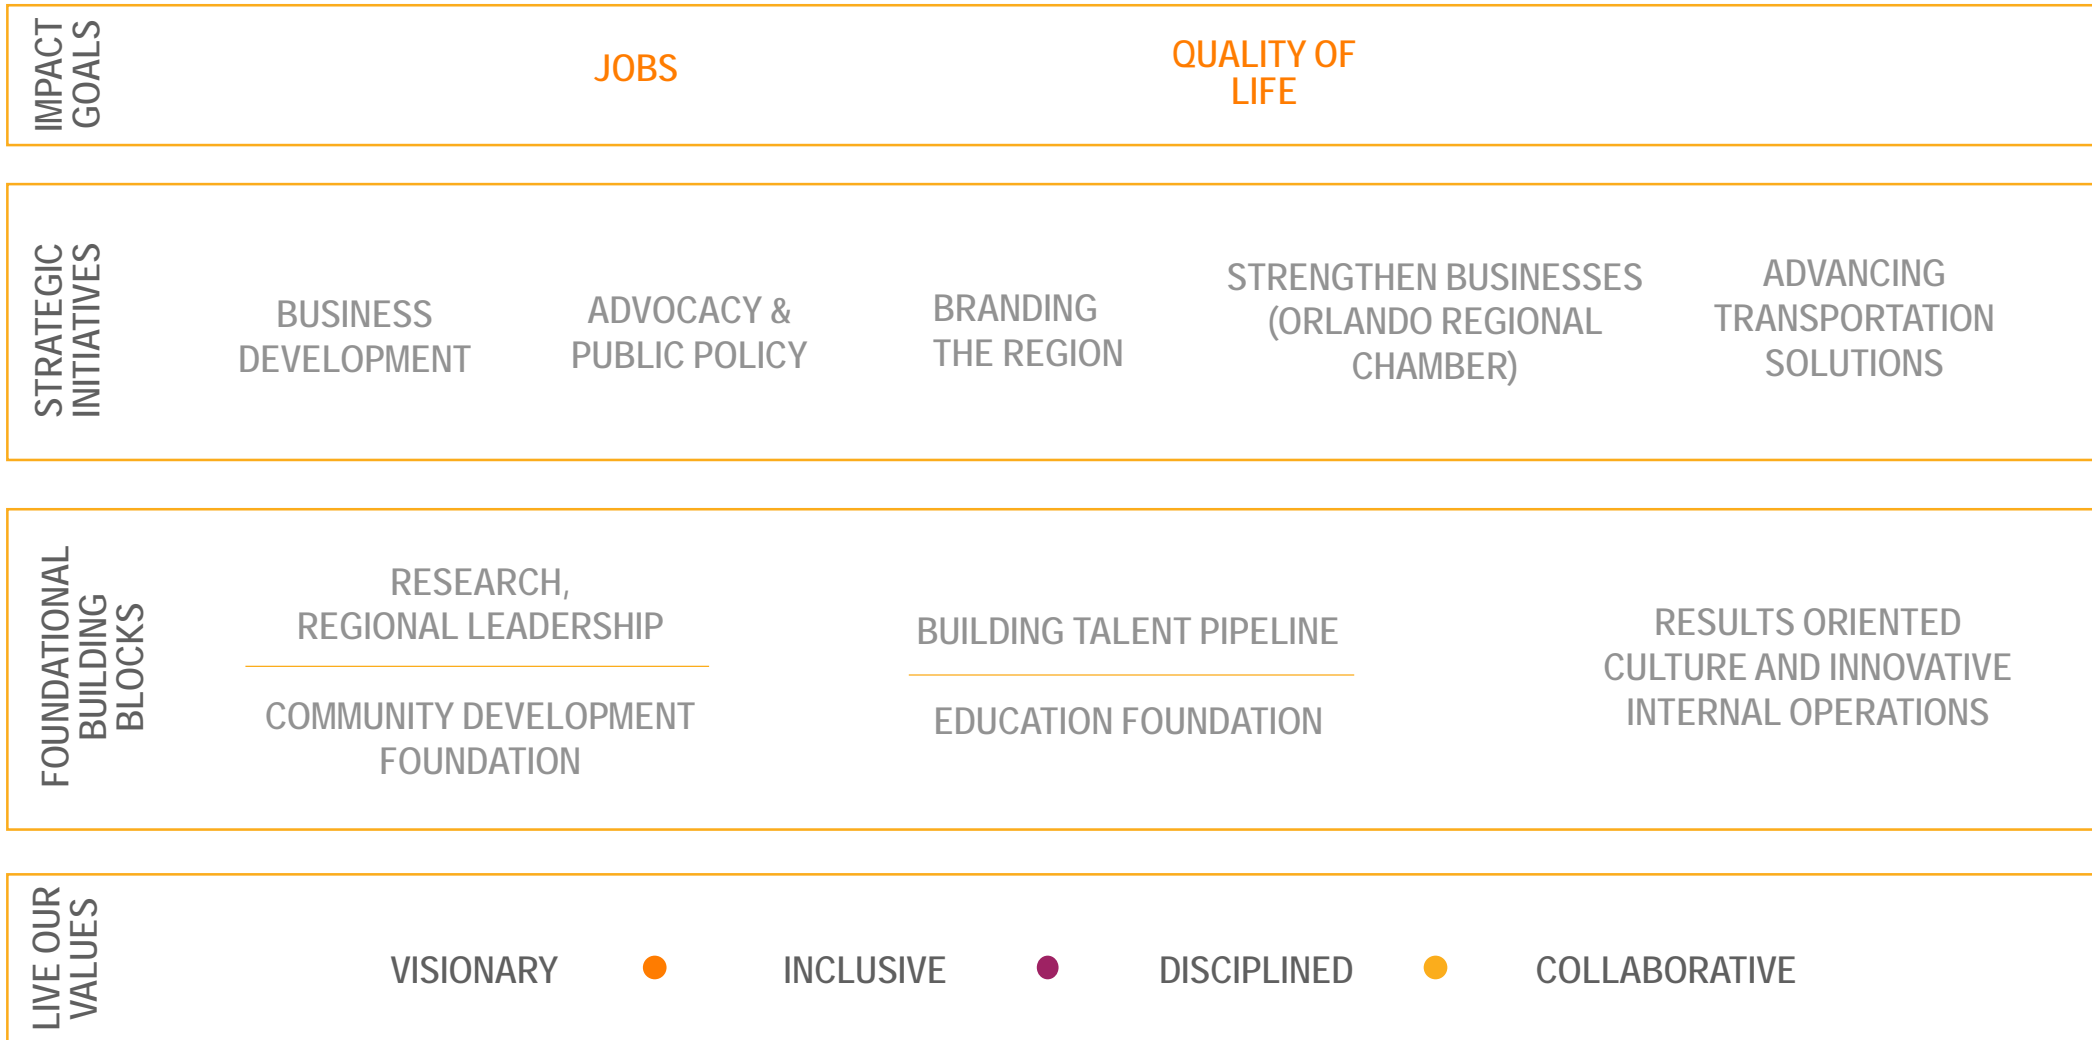 IMPACT
GOALS
JOBS
QUALITY OF
LIFE
STRATEGIC
INITIATIVES
BUSINESS
DEVELOPMENT
ADVOCACY &
PUBLIC POLICY
BRANDING
THE REGION
STRENGTHEN BUSINESSES
(ORLANDO REGIONAL
CHAMBER)
ADVANCING
TRANSPORTATION
SOLUTIONS
FOUNDATIONAL
BUILDING
BLOCKS
RESEARCH,
REGIONAL LEADERSHIP
COMMUNITY DEVELOPMENT
FOUNDATION
BUILDING TALENT PIPELINE
EDUCATION FOUNDATION
RESULTS ORIENTED
CULTURE AND INNOVATIVE
INTERNAL OPERATIONS
LIVE OUR
VALUES
VISIONARY
INCLUSIVE
DISCIPLINED
COLLABORATIVE